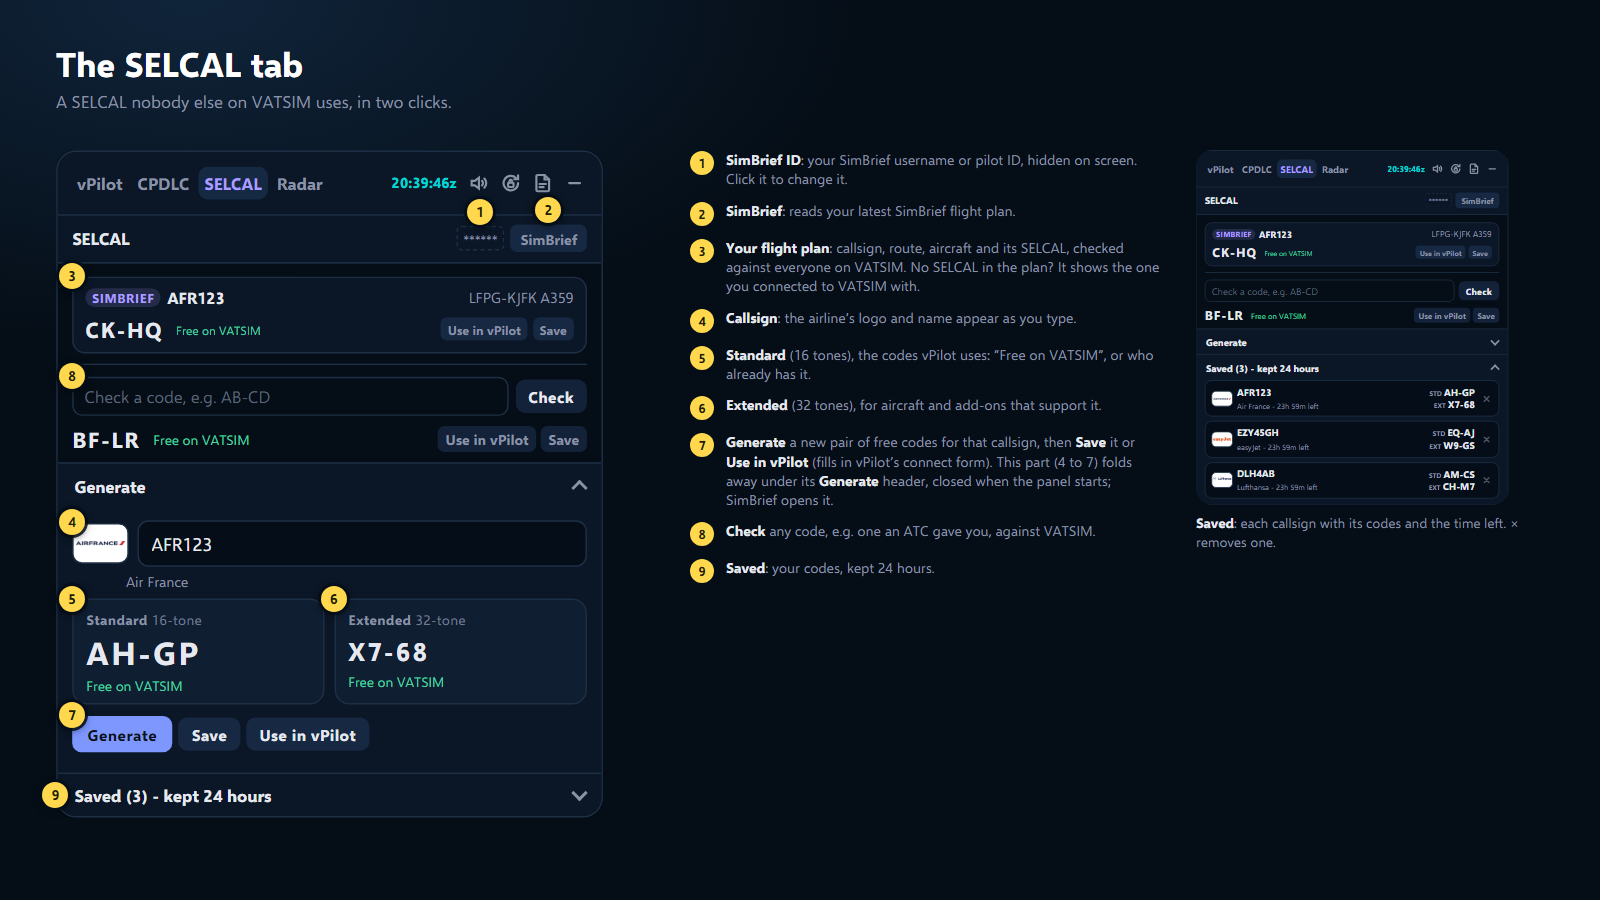 The SELCAL tab
A SELCAL nobody else on VATSIM uses, in two clicks.
vPilot CPDLC SELCAL Radar 20:39:46z
1 2
SELCAL ****** SimBrief
3
SIMBRIEF AFR123 LFPG-KJFK A359
CK-HQ Free on VATSIM Use in vPilot Save
8
Check a code, e.g. AB-CD Check
BF-LR Free on VATSIM Use in vPilot Save
Generate
4
AIRFRANCE AFR123
Air France
5 6
Standard 16-tone Extended 32-tone
AH-GP X7-68
Free on VATSIM Free on VATSIM
7
Generate Save Use in vPilot
9 Saved (3) - kept 24 hours
1 SimBrief ID: your SimBrief username or pilot ID, hidden on screen.
Click it to change it.
2 SimBrief: reads your latest SimBrief flight plan.
3 Your flight plan: callsign, route, aircraft and its SELCAL, checked
against everyone on VATSIM. No SELCAL in the plan? It shows the one
you connected to VATSIM with.
4 Callsign: the airline's logo and name appear as you type.
5 Standard (16 tones), the codes vPilot uses: "Free on VATSIM", or who
already has it.
6 Extended (32 tones), for aircraft and add-ons that support it.
7 Generate a new pair of free codes for that callsign, then Save it or
Use in vPilot (fills in vPilot's connect form). This part (4 to 7) folds
away under its Generate header, closed when the panel starts;
SimBrief opens it.
8 Check any code, e.g. one an ATC gave you, against VATSIM.
9 Saved: your codes, kept 24 hours.
vPilot CPDLC SELCAL Radar 20:39:46z
SELCAL ****** SimBrief
SIMBRIEF AFR123 LFPG-KJFK A359
CK-HQ Free on VATSIM Use in vPilot Save
Check a code, e.g. AB-CD Check
BF-LR Free on VATSIM Use in vPilot Save
Generate
Saved (3) - kept 24 hours
AFR123 STD AH-GP ×
Air France - 23h 59m left EXT X7-68
easyJet EZY45GH STD EQ-AJ ×
easyJet - 23h 59m left EXT W9-GS
DLH4AB STD AM-CS ×
Lufthansa - 23h 59m left EXT CH-M7
Saved: each callsign with its codes and the time left. ×
removes one.